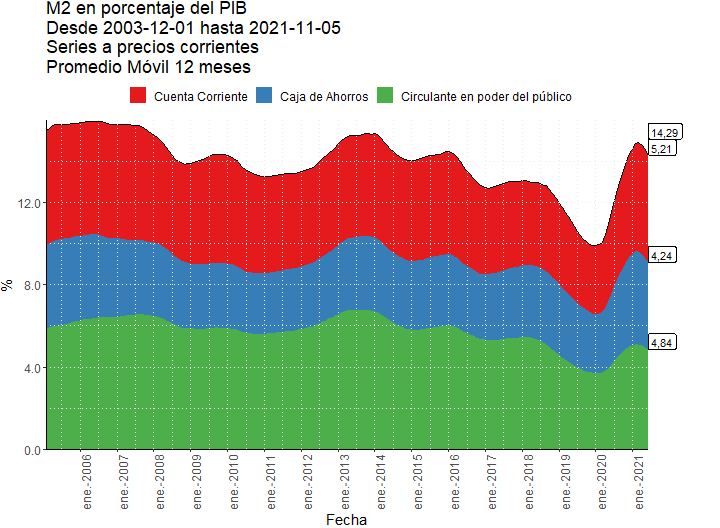 M2 en porcentaje del PIB
Desde 2003-12-01 hasta 2021-11-05
Series a precios corrientes
Promedio Móvil 12 meses
Cuenta Corriente Caja de Ahorros Circulante en poder del público
14,29
5,21
12.0
4,24
8.0
%
4,84
4.0
0.0
ene.-2006 ene.-2007 ene.-2008 ene.-2009 ene.-2010 ene.-2011 ene.-2012 ene.-2013 ene.-2014 ene.-2015 ene.-2016 ene.-2017 ene.-2018 ene.-2019 ene.-2020 ene.-2021
Fecha